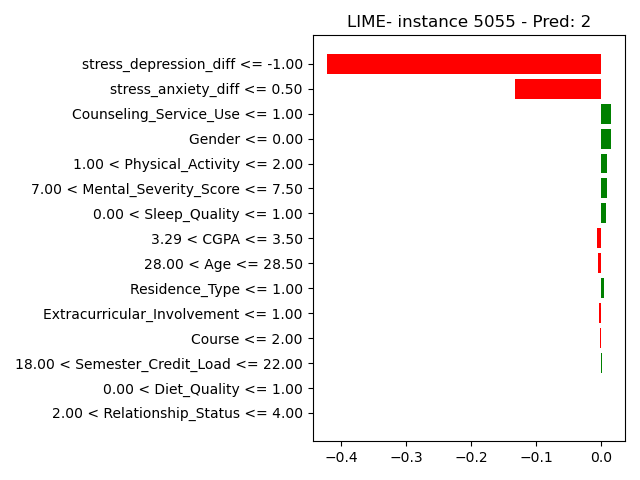 LIME- instance 5055 - Pred: 2
stress_depression_diff <= -1.00
stress_anxiety_diff <= 0.50
Counseling_Service_Use <= 1.00
Gender <= 0.00
1.00 < Physical_Activity <= 2.00
7.00 < Mental_Severity_Score <= 7.50
0.00 < Sleep_Quality <= 1.00
3.29 < CGPA <= 3.50
28.00 < Age <= 28.50
Residence_Type <= 1.00
Extracurricular_Involvement <= 1.00
Course <= 2.00
18.00 < Semester_Credit_Load <= 22.00
0.00 < Diet_Quality <= 1.00
2.00 < Relationship_Status <= 4.00
−0.4 −0.3 −0.2 −0.1 0.0